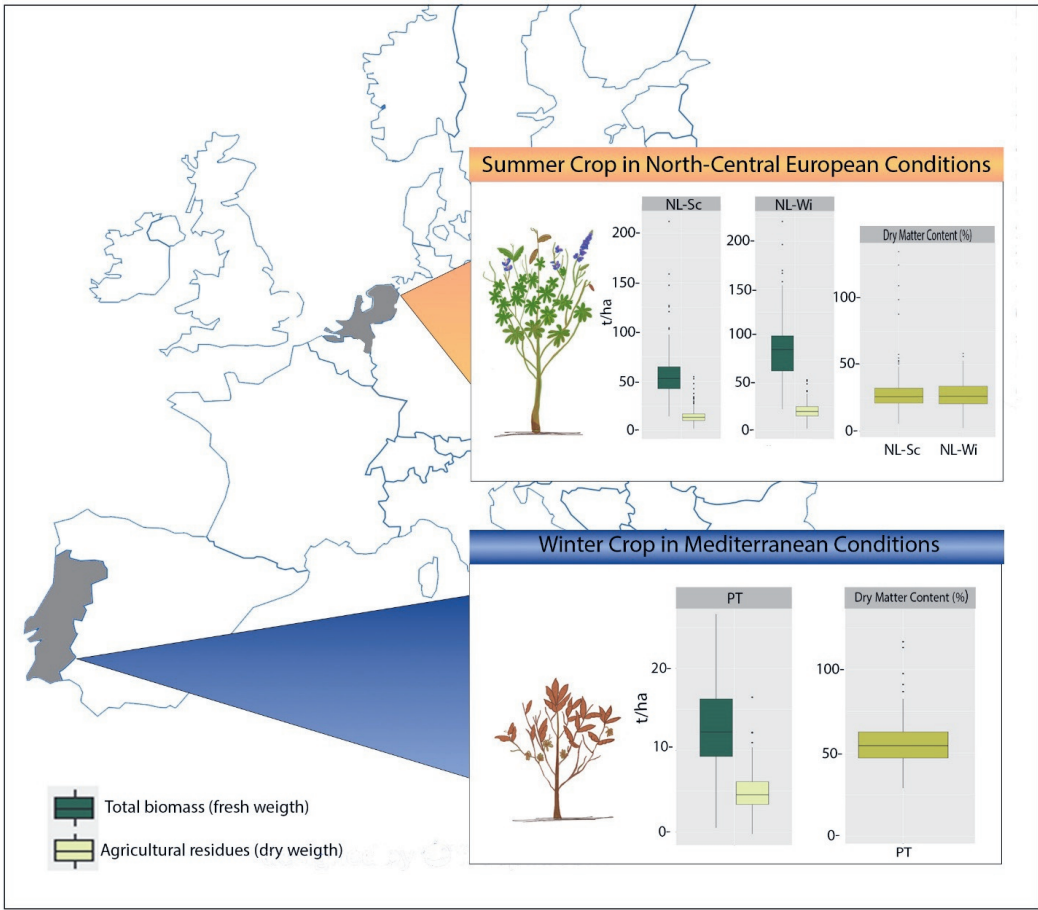 Summer Crop in North-Central European Conditions
NL-Sc
NL-Wi
Dry Matter Content (%)
t/ha
200-
150-
100-
50-
0-
200-
150-
100-
50-
0-
100-
50-
0-
NL-Sc NL-Wi
Winter Crop in Mediterranean Conditions
PT
Dry Matter Content (%)
t/ha
20-
10-
0-
100-
50-
0-
PT
Total biomass (fresh weigth)
Agricultural residues (dry weigth)